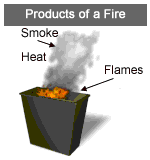 Products of a Fire
Smoke
Heat
Flames